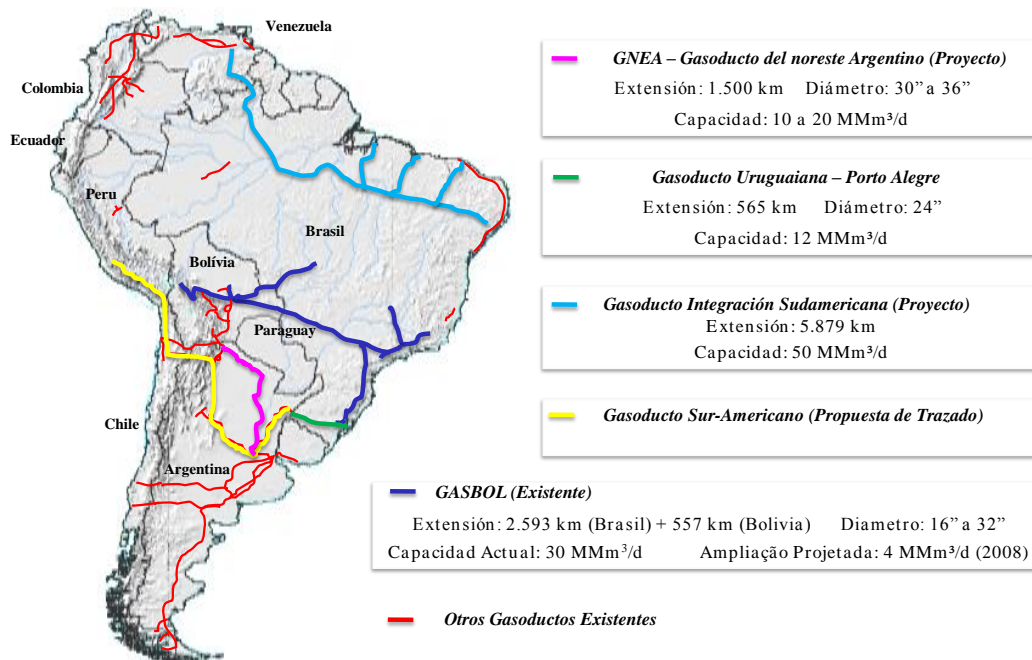 Venezuela
Colombia
Ecuador
Peru
Brasil
Bolívia
Paraguay
Chile
Argentina
GNEA – Gasoducto del noreste Argentino (Proyecto)
Extensión: 1.500 km Diámetro: 30” a 36”
Capacidad: 10 a 20 MMm³/d
Gasoducto Uruguaiana – Porto Alegre
Extensión: 565 km Diámetro: 24”
Capacidad: 12 MMm³/d
Gasoducto Integración Sudamericana (Proyecto)
Extensión: 5.879 km
Capacidad: 50 MMm³/d
Gasoducto Sur-Americano (Propuesta de Trazado)
GASBOL (Existente)
Extensión: 2.593 km (Brasil) + 557 km (Bolivia) Diametro: 16” a 32”
Capacidad Actual: 30 MMm³/d Ampliação Projetada: 4 MMm³/d (2008)
Otros Gasoductos Existentes